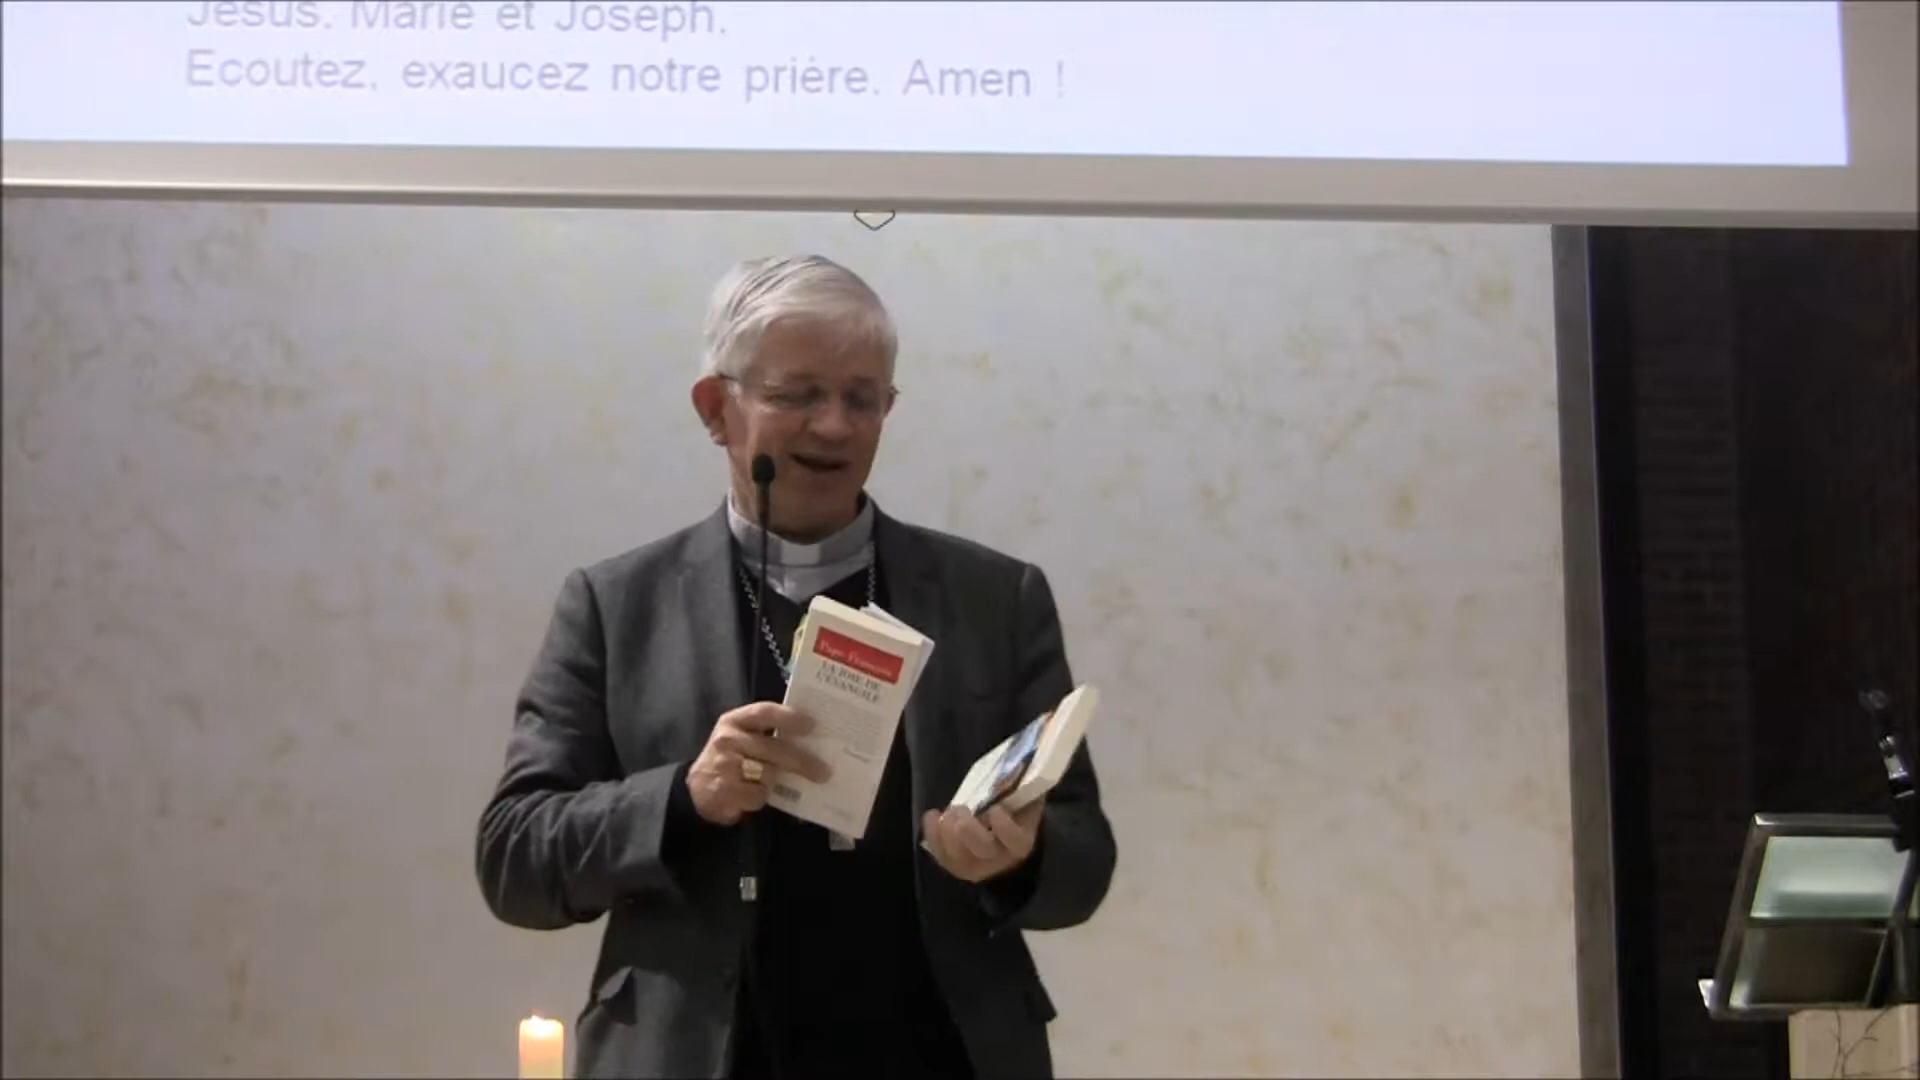 Jésus. Marie et Joseph.
Ecoutez, exaucez notre prière. Amen !
Pape François
LA JOIE DE
L'ÉVANGILE